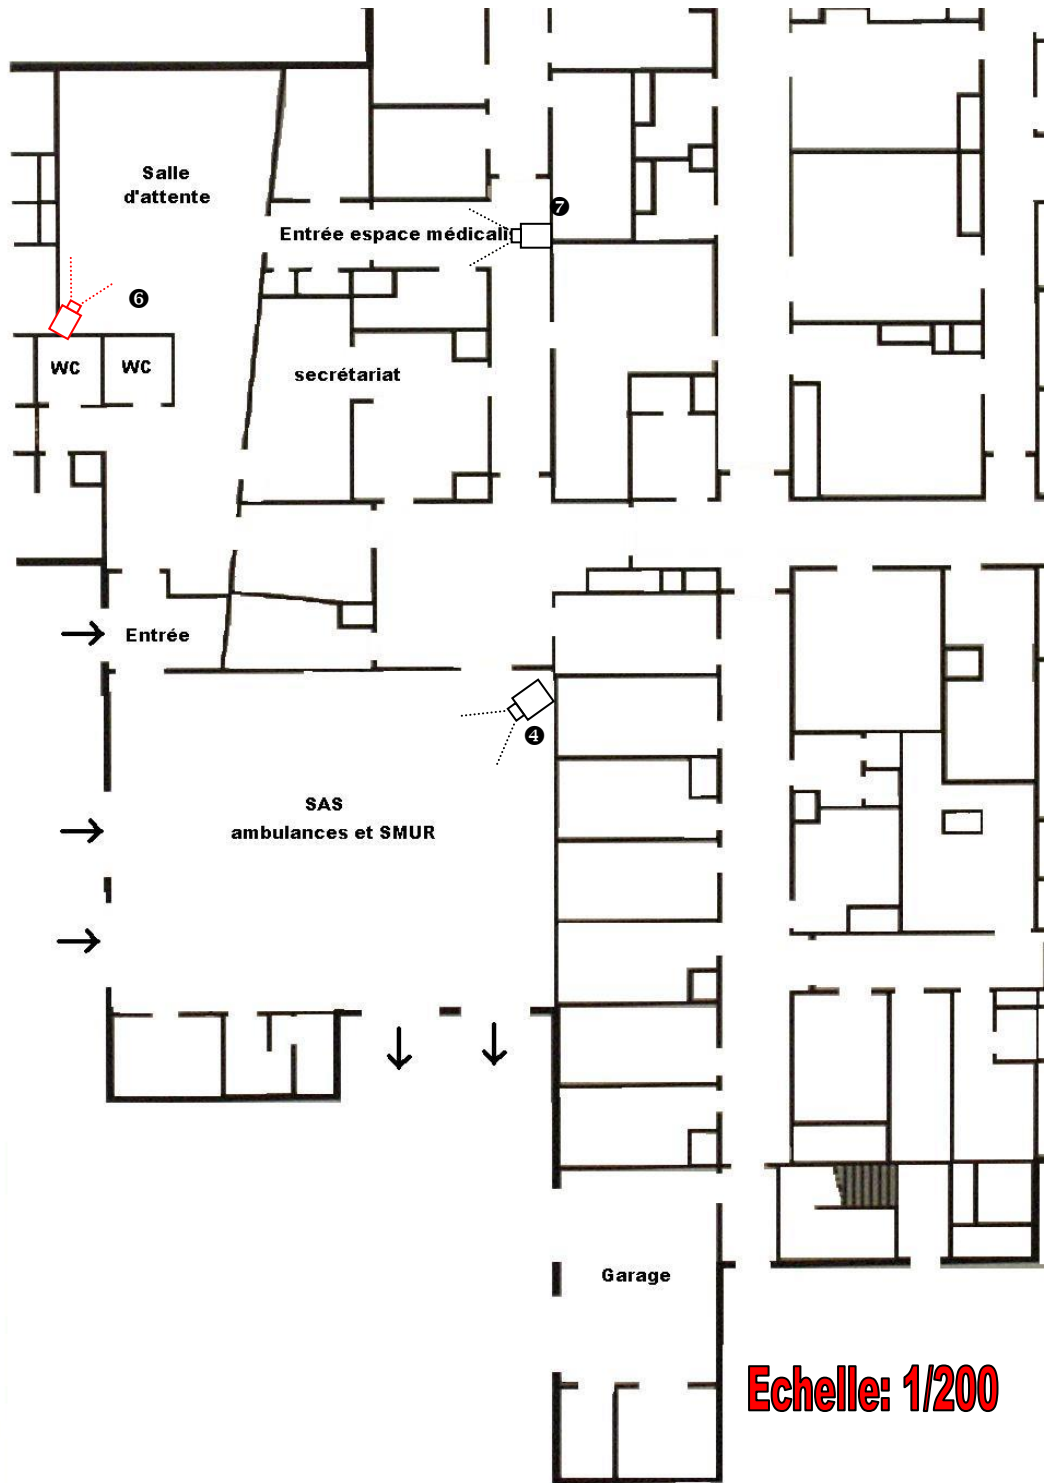 Salle
d'attente
❼
Entrée espace médicali
❻
WC
WC
secrétariat
Entrée
❹
SAS
ambulances et SMUR
Garage
Echelle: 1/200